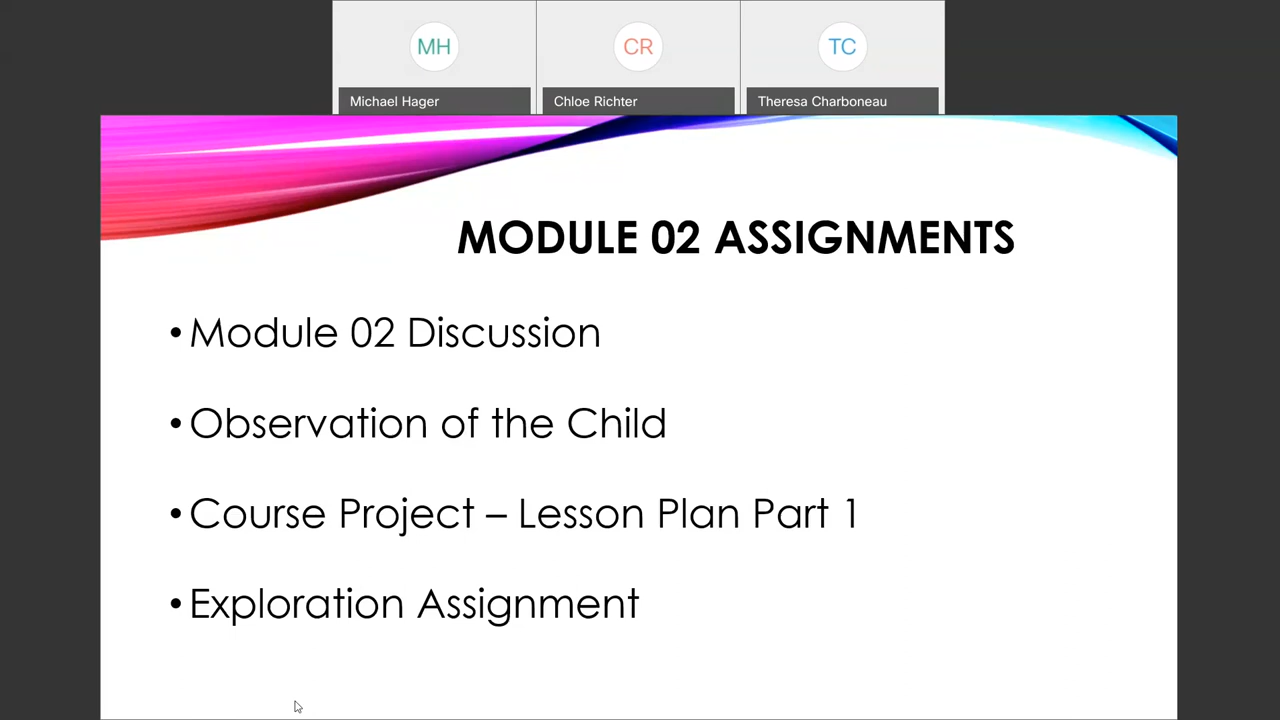 MH
CR
TC
Michael Hager
Chloe Richter
Theresa Charboneau
MODULE 02 ASSIGNMENTS
• Module 02 Discussion
• Observation of the Child
• Course Project – Lesson Plan Part 1
• Exploration Assignment